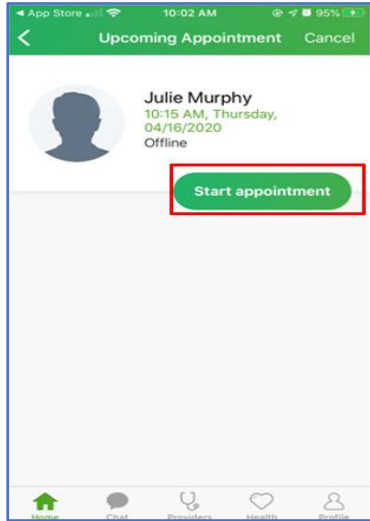 App Store 10:02 AM 95%
Upcoming Appointment Cancel
Julie Murphy
10:15 AM, Thursday,
04/16/2020
Offline
Start appointment
Home Chat Providers Health Profile